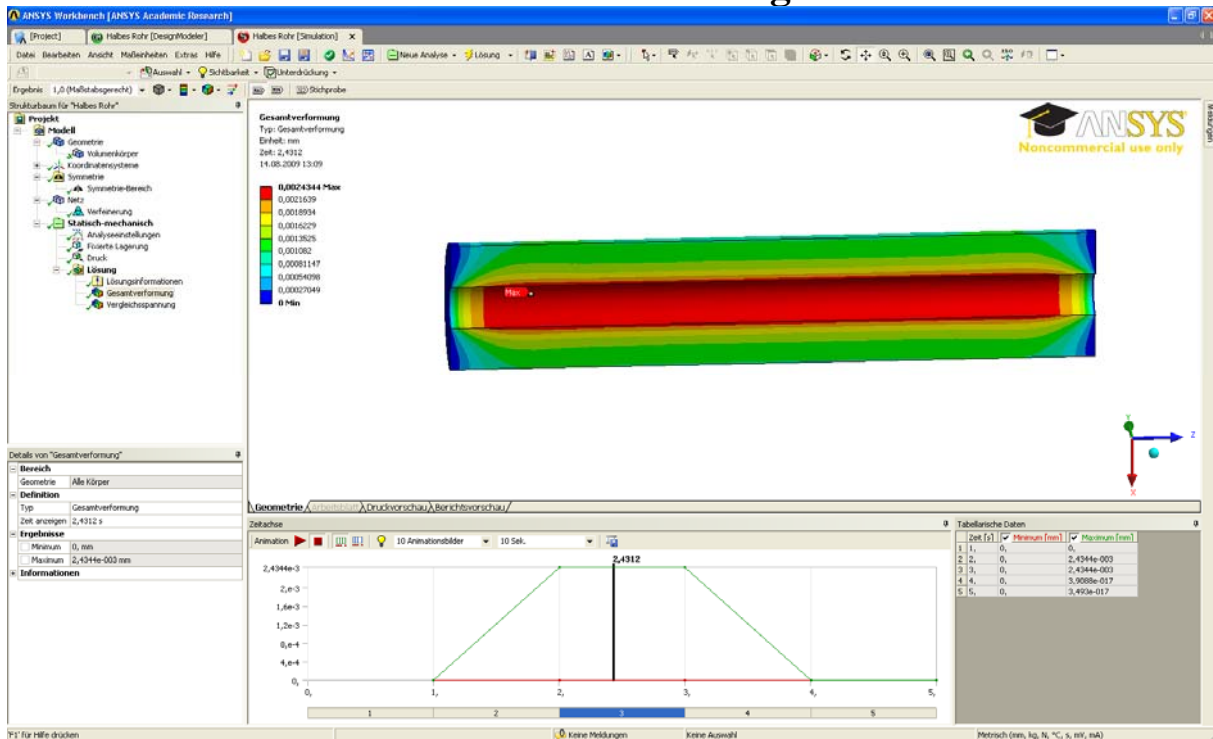 ANSYS Workbench [ANSYS Academic Research]
[Project]
Halbes Rohr [DesignModeler]
Halbes Rohr [Simulation]
Datei Bearbeiten Ansicht Maßeinheiten Extras Hilfe
Neue Analyse
Lösung
Auswahl
Sichtbarkeit
Unterdrückung
Ergebnis 1,0 (Maßstabsgerecht)
Stichprobe
Strukturbaum für "Halbes Rohr"
Projekt
Modell
Geometrie
Volumenkörper
Koordinatensysteme
Symmetrie
Symmetrie-Bereich
Netz
Verfeinerung
Statisch-mechanisch
Analyseeinstellungen
Fixierte Lagerung
Druck
Lösung
Lösungsinformationen
Gesamtverformung
Vergleichsspannung
Gesamtverformung
Typ: Gesamtverformung
Einheit: mm
Zeit: 2,4312
14.08.2009 13:09
0,0024344 Max
0,0021639
0,0018934
0,0016229
0,0013525
0,001082
0,00081147
0,00054098
0,00027049
0 Min
Max
ANSYS
Noncommercial use only
Meldungen
Y
Z
X
Details von "Gesamtverformung"
Bereich
Geometrie Alle Körper
Definition
Typ Gesamtverformung
Zeit anzeigen 2,4312 s
Ergebnisse
Minimum 0, mm
Maximum 2,4344e-003 mm
Informationen
Geometrie Arbeitsblatt Druckvorschau Berichtsvorschau
Zeitachse
Animation
10 Animationsbilder
10 Sek.
2,4312
2,4344e-3
2,e-3
1,6e-3
1,2e-3
8,e-4
4,e-4
0,
0, 1, 2, 3, 4, 5,
1 2 3 4 5
Tabellarische Daten
Zeit [s] Minimum [mm] Maximum [mm]
1 1, 0, 0,
2 2, 0, 2,4344e-003
3 3, 0, 2,4344e-003
4 4, 0, 3,9088e-017
5 5, 0, 3,493e-017
'F1' für Hilfe drücken
0 Keine Meldungen
Keine Auswahl
Metrisch (mm, kg, N, °C, s, mV, mA)